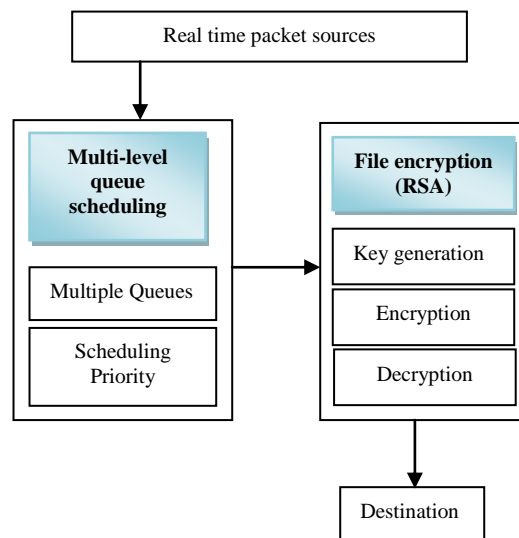 Real time packet sources
Multi-level
queue
scheduling
Multiple Queues
Scheduling
Priority
File encryption
(RSA)
Key generation
Encryption
Decryption
Destination